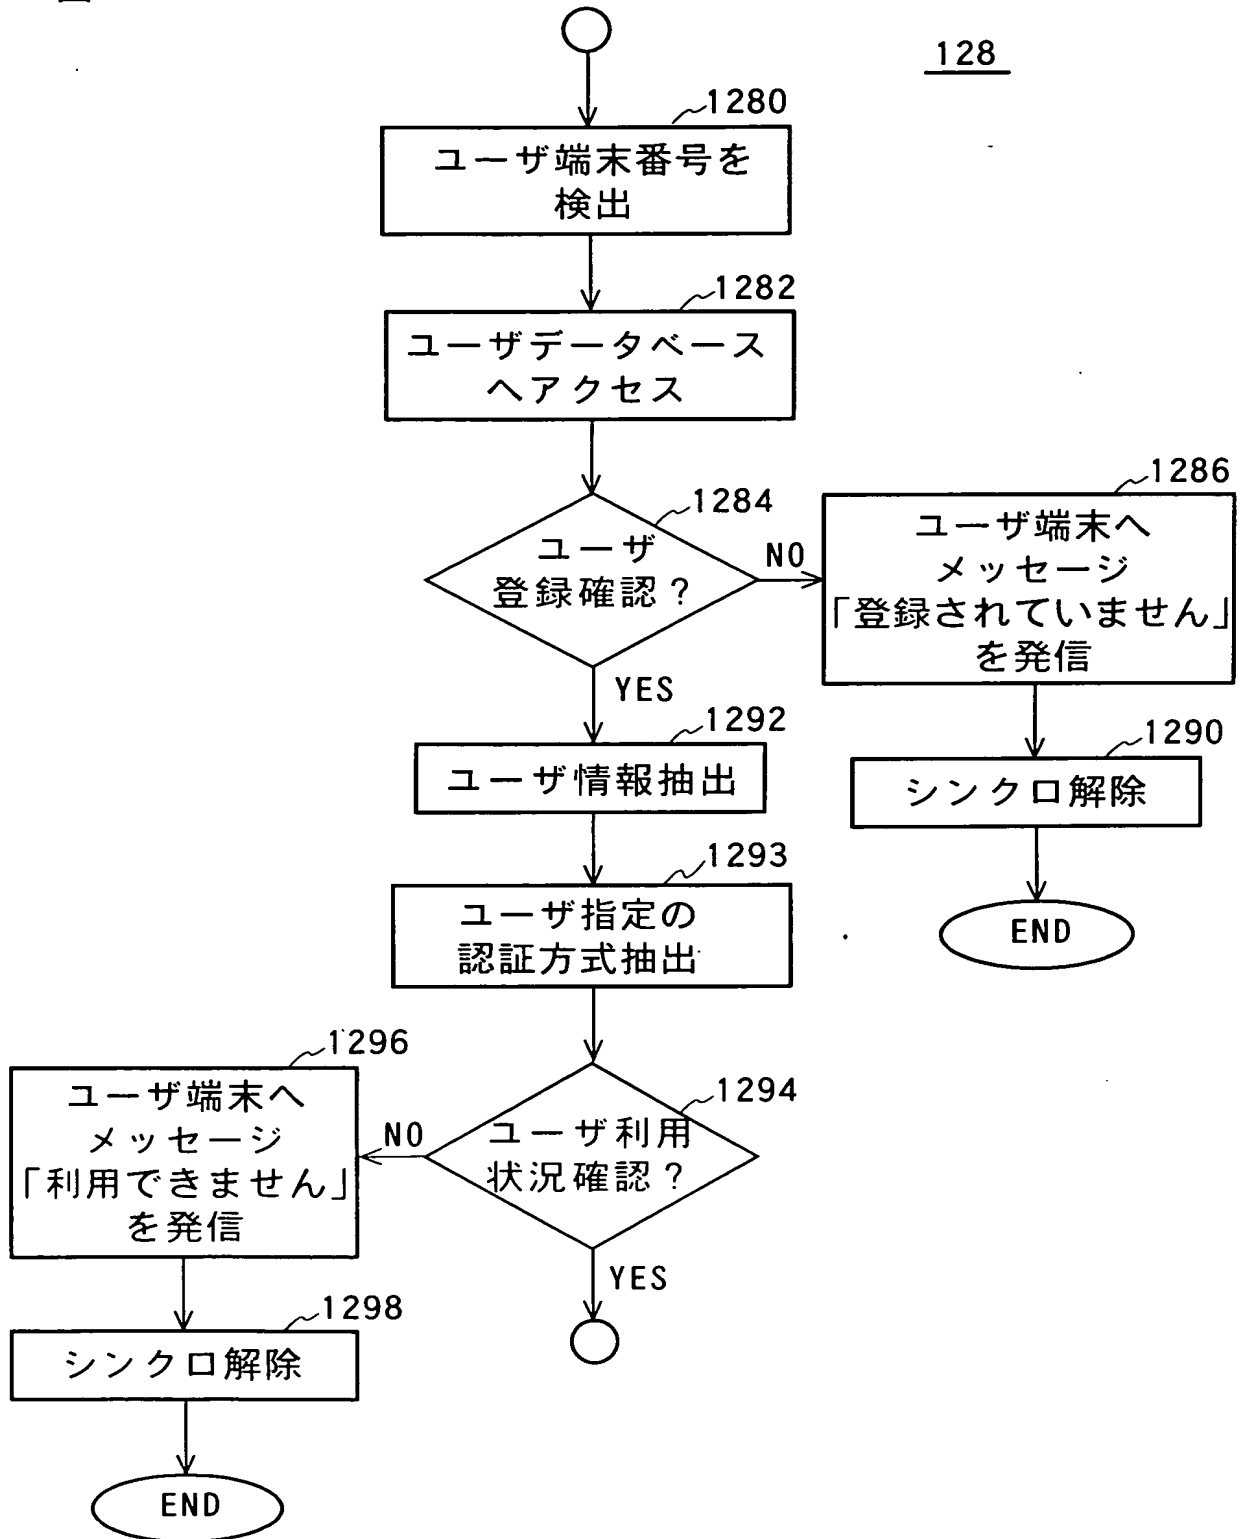 128
1280
ユーザ端末番号を
検出
1282
ユーザデータベース
へアクセス
1284
ユーザ
登録確認?
NO
1286
ユーザ端末へ
メッセージ
「登録されていません」
を発信
YES
1290
シンクロ解除
END
1292
ユーザ情報抽出
1293
ユーザ指定の
認証方式抽出
1294
ユーザ利用
状況確認?
NO
1296
ユーザ端末へ
メッセージ
「利用できません」
を発信
YES
1298
シンクロ解除
END